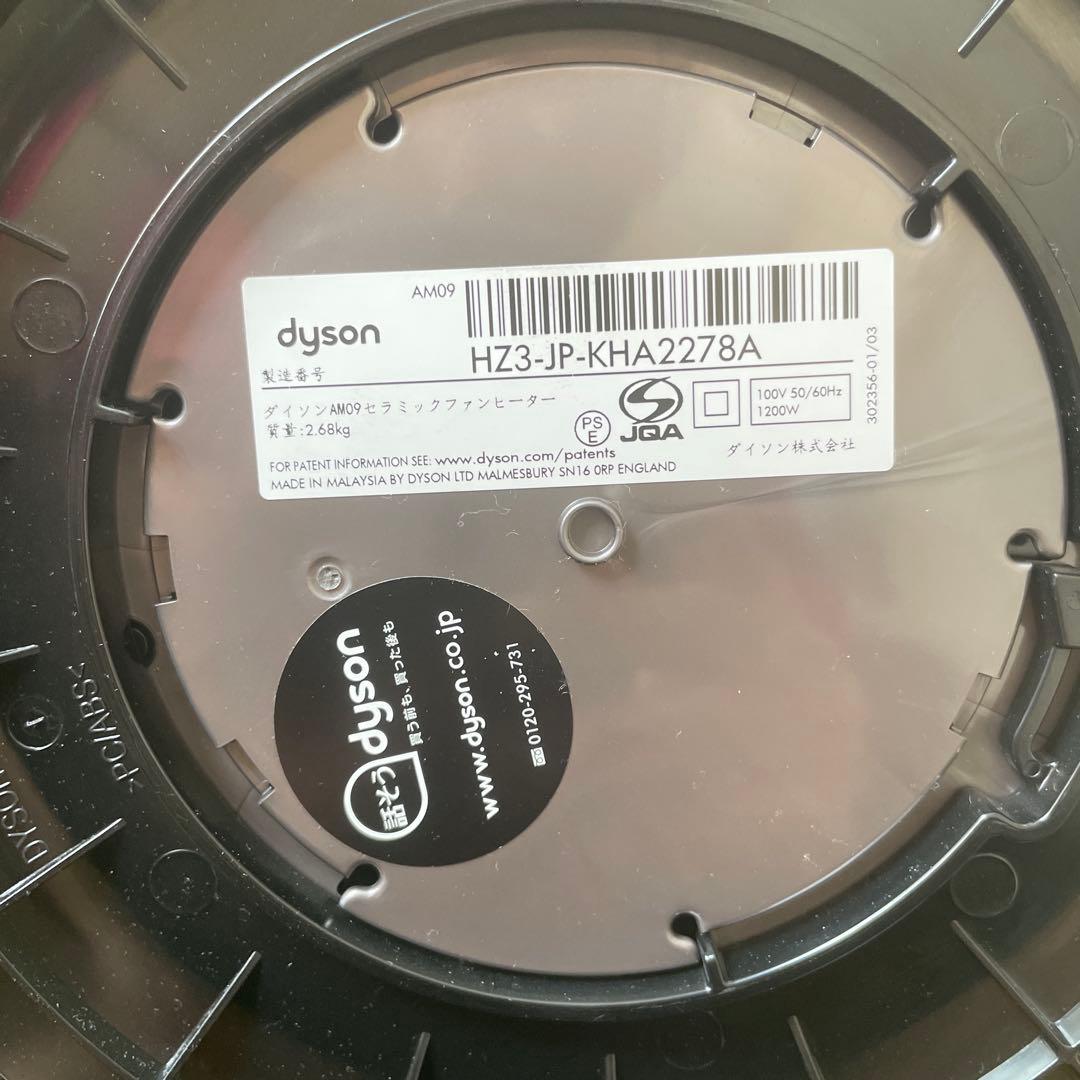 AM09
dyson
HZ3-JP-KHA2278A
製造番号
ダイソンAM09セラミックファンヒーター
質量:2.68kg
PS
E
JQA
100V 50/60Hz
1200W
ダイソン株式会社
302356-01/03
FOR PATENT INFORMATION SEE: www.dyson.com/patents
MADE IN MALAYSIA BY DYSON LTD MALMESBURY SN16 0RP ENGLAND
話そう dyson
買う前も、買った後も
www.dyson.co.jp
0120-295-731
>PC/ABS<
DYSON